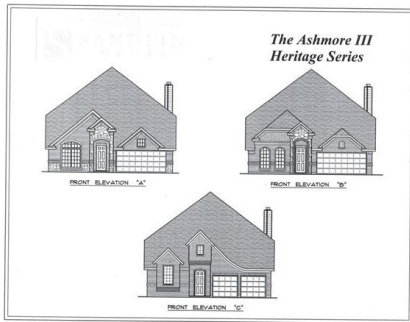 The Ashmore III
Heritage Series
FRONT ELEVATION "A"
FRONT ELEVATION "B"
FRONT ELEVATION "C"